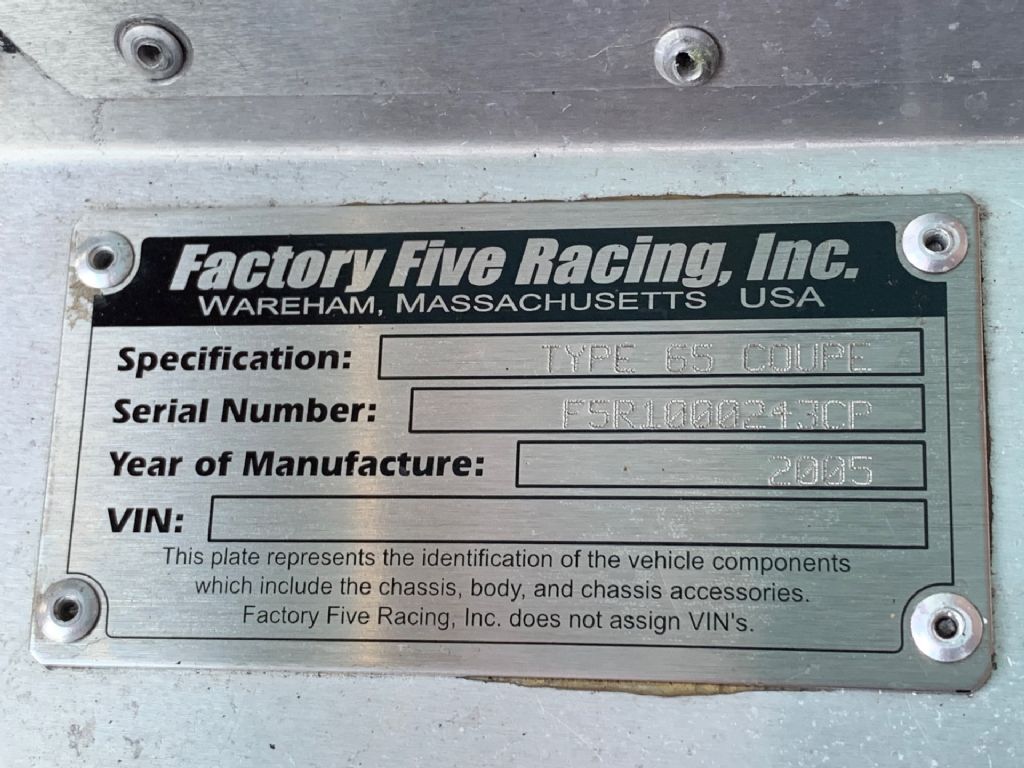 Factory Five Racing, Inc.
WAREHAM, MASSACHUSETTS USA
Specification: TYPE 65 COUPE
Serial Number: F5R1000243CP
Year of Manufacture: 2005
VIN:
This plate represents the identification of the vehicle components
which include the chassis, body, and chassis accessories.
Factory Five Racing, Inc. does not assign VIN's.